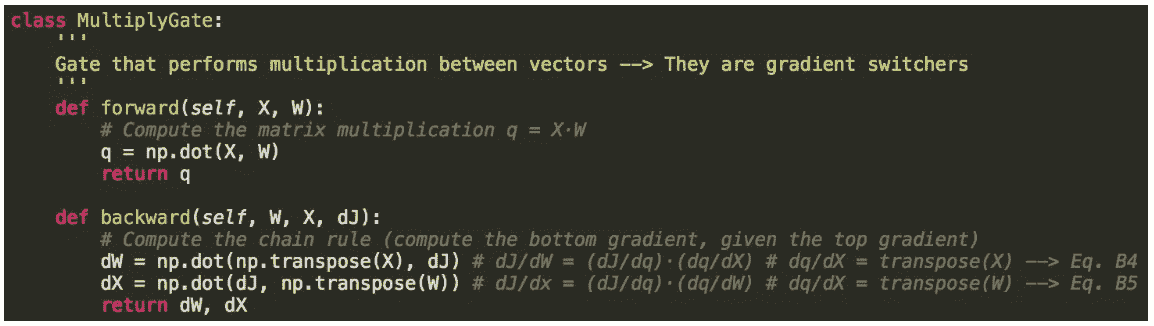 class MultiplyGate:
    '''
    Gate that performs multiplication between vectors --> They are gradient switchers
    '''
    def forward(self, X, W):
        # Compute the matrix multiplication q = X·W
        q = np.dot(X, W)
        return q

    def backward(self, W, X, dJ):
        # Compute the chain rule (compute the bottom gradient, given the top gradient)
        dW = np.dot(np.transpose(X), dJ) # dJ/dW = (dJ/dq)·(dq/dX) # dq/dX = transpose(X) --> Eq. B4
        dX = np.dot(dJ, np.transpose(W)) # dJ/dx = (dJ/dq)·(dq/dW) # dq/dX = transpose(W) --> Eq. B5
        return dW, dX